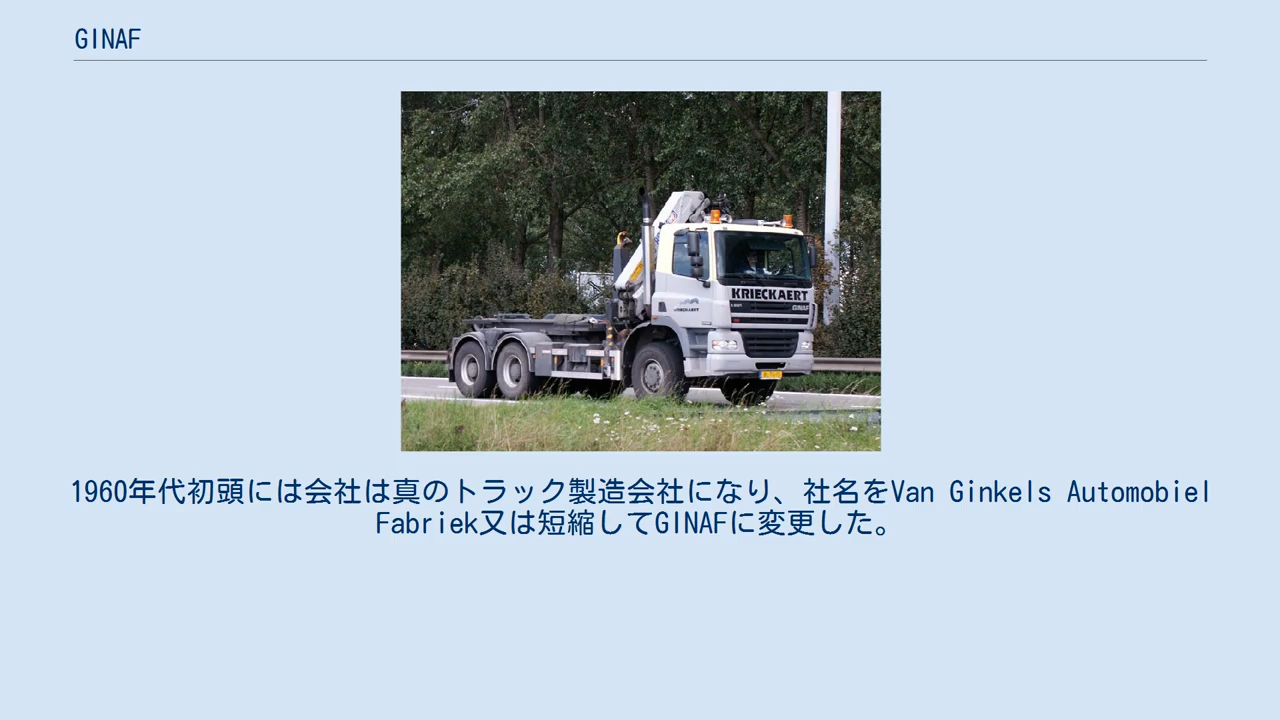 GINAF
KRIECKAERT
GINAF
KRIECKAERT
1960年代初頭には会社は真のトラック製造会社になり、社名をVan Ginkels Automobiel
Fabriek又は短縮してGINAFに変更した。